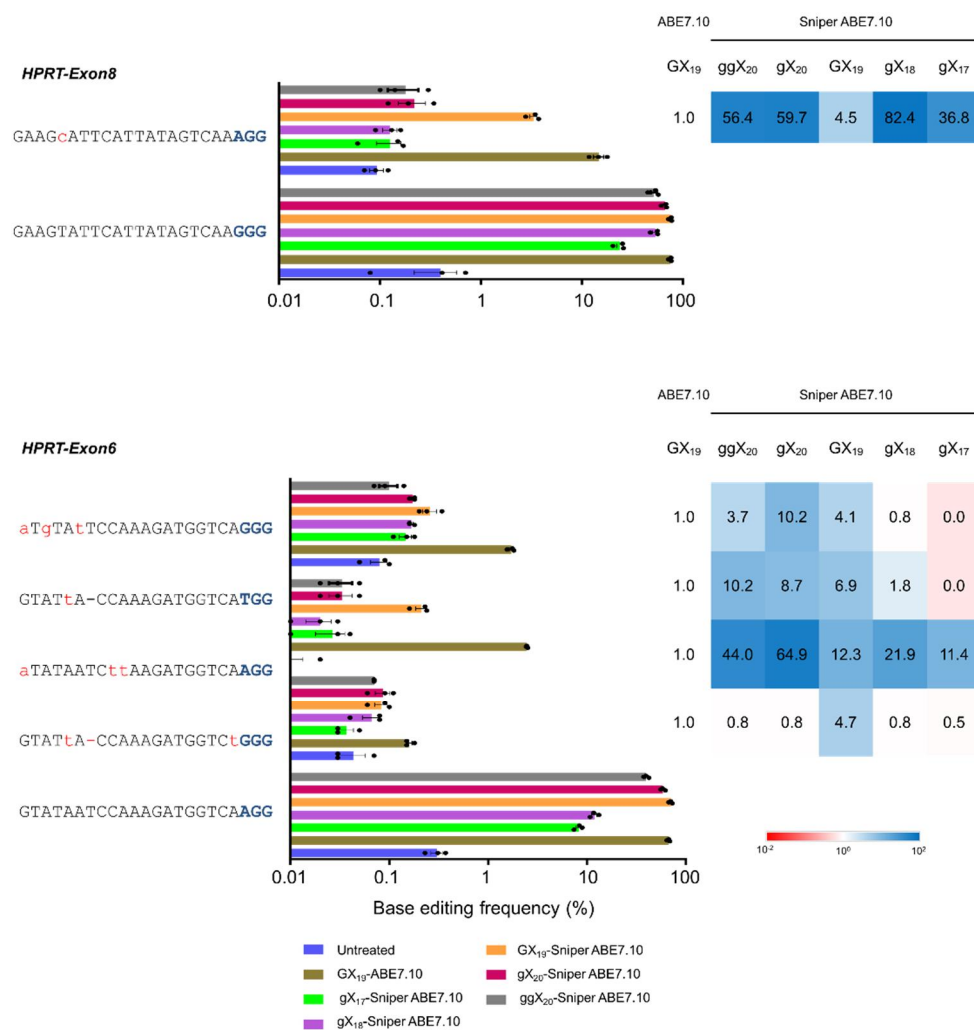 ABE7.10 Sniper ABE7.10
HPRT-Exon8
GX19 ggX20 gX20 GX19 gX18 gX17
GAAGcATTCATTATAGTCAAAGG
1.0 56.4 59.7 4.5 82.4 36.8
GAAGTATTCATTATAGTCAAGGG
0.01 0.1 1 10 100
ABE7.10 Sniper ABE7.10
HPRT-Exon6
GX19 ggX20 gX20 GX19 gX18 gX17
aTgTAtTCCAAAGATGGTCAGGG
1.0 3.7 10.2 4.1 0.8 0.0
GTATtA-CCAAAGATGGTCATGG
1.0 10.2 8.7 6.9 1.8 0.0
aTATAATCttAAGATGGTCAAGG
1.0 44.0 64.9 12.3 21.9 11.4
GTATtA-CCAAAGATGGTCtGGG
1.0 0.8 0.8 4.7 0.8 0.5
GTATAATCCAAAGATGGTCAAGG
10-2 100 102
0.01 0.1 1 10 100
Base editing frequency (%)
Untreated GX19-Sniper ABE7.10
GX19-ABE7.10 gX20-Sniper ABE7.10
gX17-Sniper ABE7.10 ggX20-Sniper ABE7.10
gX18-Sniper ABE7.10